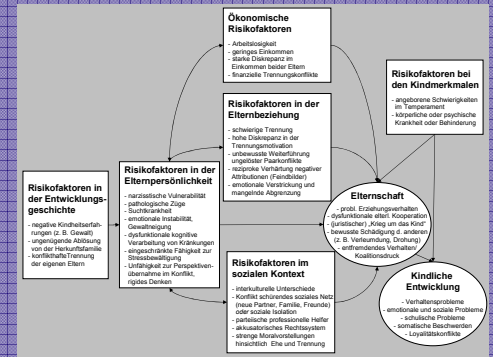 Ökonomische
Risikofaktoren
- Arbeitslosigkeit
- geringes Einkommen
- starke Diskrepanz im
Einkommen beider Eltern
- finanzielle Trennungskonflikte
Risikofaktoren bei
den Kindmerkmalen
- angeborene Schwierigkeiten
im Temperament
- körperliche oder psychische
Krankheit oder Behinderung
Risikofaktoren in der
Elternbeziehung
- schwierige Trennung
- hohe Diskrepanz in der
Trennungsmotivation
- unbewusste Weiterführung
ungelöster Paarkonflikte
- reziproke Verhärtung negativer
Attributionen (Feindbilder)
- emotionale Verstrickung und
mangelnde Abgrenzung
Risikofaktoren in der
Elternpersönlichkeit
- narzisstische Vulnerabilität
- pathologische Züge
- Suchtkrankheit
- emotionale Instabilität,
Gewaltneigung
- dysfunktionale kognitive
Verarbeitung von Kränkungen
- eingeschränkte Fähigkeit zur
Stressbewältigung
- Unfähigkeit zur Perspektiven-
übernahme im Konflikt,
rigides Denken
Risikofaktoren in
der Entwicklungs-
geschichte
- negative Kindheitserfah-
rungen (z. B. Gewalt)
- ungenügende Ablösung
von der Herkunftsfamilie
- konflikthafteTrennung
der eigenen Eltern
Elternschaft
- probl. Erziehungsverhalten
- dysfunktionale elterl. Kooperation
- (juristischer) „Krieg um das Kind"
- bewusste Schädigung d. anderen
(z. B. Verleumdung, Drohung)
- entfremdendes Verhalten/
Koalitionsdruck
Risikofaktoren im
sozialen Kontext
- interkulturelle Unterschiede
- Konflikt schürendes soziales Netz
(neue Partner, Familie, Freunde)
oder soziale Isolation
- parteiische professionelle Helfer
- akkusatorisches Rechtssystem
- strenge Moralvorstellungen
hinsichtlich Ehe und Trennung
Kindliche
Entwicklung
- Verhaltensprobleme
- emotionale und soziale Probleme
- schulische Probleme
- somatische Beschwerden
- Loyalitätskonflikte